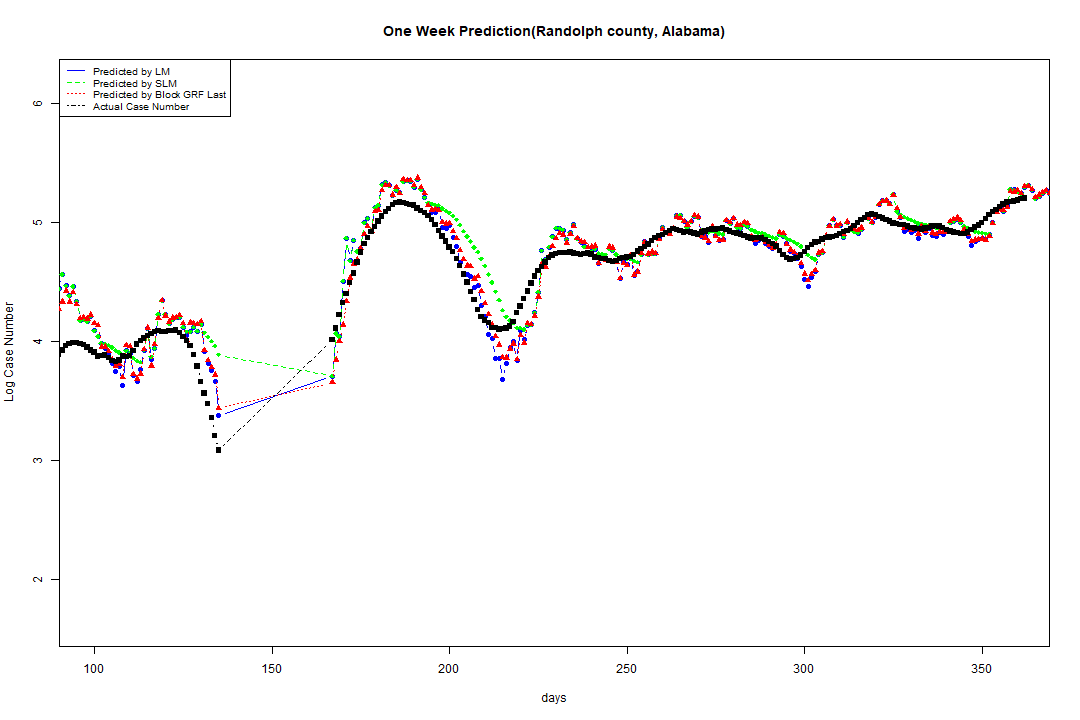 One Week Prediction(Randolph county, Alabama)
Predicted by LM
Predicted by SLM
Predicted by Block GRF Last
Actual Case Number
6
5
4
3
2
Log Case Number
100 150 200 250 300 350
days